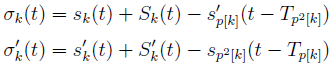 σ_k(t) = s_k(t) + S_k(t) − s'_{p[k]}(t − T_{p²[k]})
σ'_k(t) = s'_k(t) + S'_k(t) − s_{p²[k]}(t − T_{p[k]})